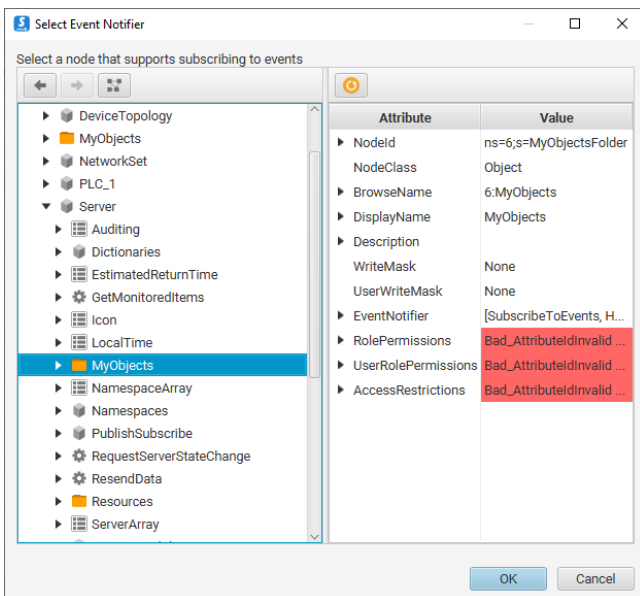 Select Event Notifier
Select a node that supports subscribing to events
DeviceTopology
MyObjects
NetworkSet
PLC_1
Server
Auditing
Dictionaries
EstimatedReturnTime
GetMonitoredItems
Icon
LocalTime
MyObjects
NamespaceArray
Namespaces
PublishSubscribe
RequestServerStateChange
ResendData
Resources
ServerArray
Attribute Value
NodeId ns=6;s=MyObjectsFolder
NodeClass Object
BrowseName 6:MyObjects
DisplayName MyObjects
Description
WriteMask None
UserWriteMask None
EventNotifier [SubscribeToEvents, H...
RolePermissions Bad_AttributeIdInvalid ...
UserRolePermissions Bad_AttributeIdInvalid ...
AccessRestrictions Bad_AttributeIdInvalid ...
OK Cancel